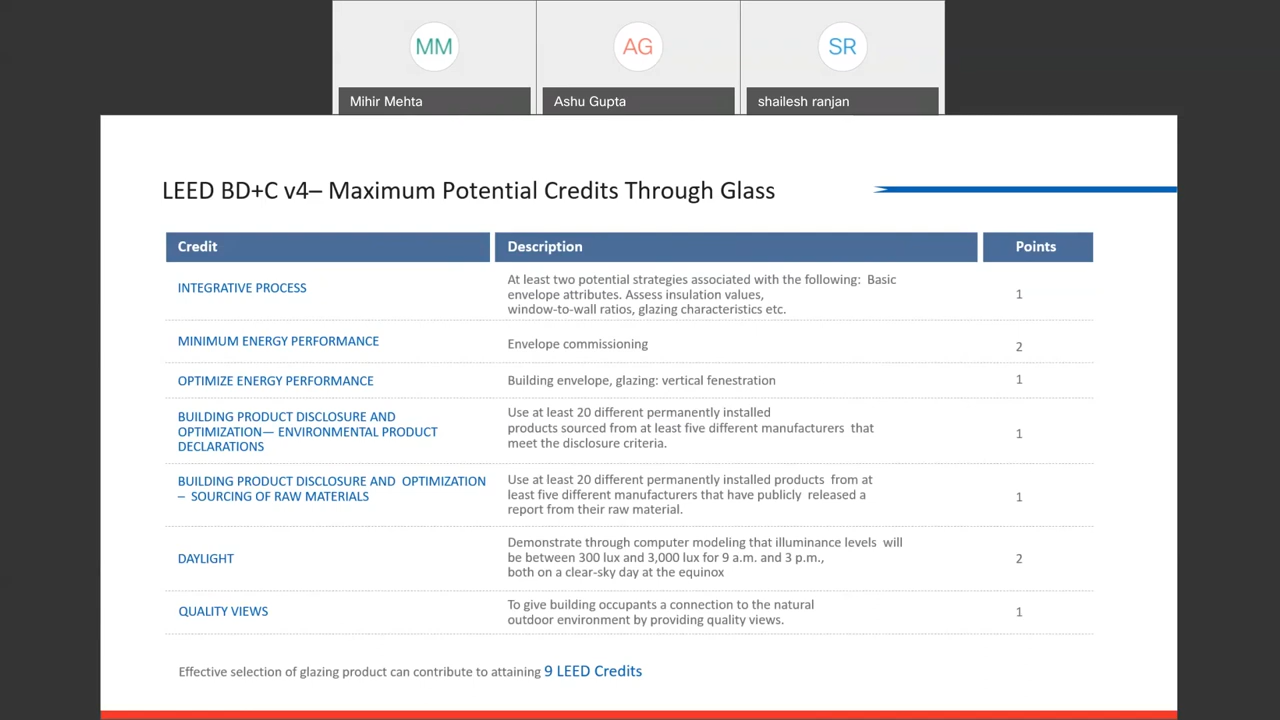 MM
AG
SR
Mihir Mehta
Ashu Gupta
shailesh ranjan
LEED BD+C v4– Maximum Potential Credits Through Glass
Credit
Description
Points
INTEGRATIVE PROCESS
At least two potential strategies associated with the following: Basic
envelope attributes. Assess insulation values,
window-to-wall ratios, glazing characteristics etc.
1
MINIMUM ENERGY PERFORMANCE
Envelope commissioning
2
OPTIMIZE ENERGY PERFORMANCE
Building envelope, glazing: vertical fenestration
1
BUILDING PRODUCT DISCLOSURE AND
OPTIMIZATION— ENVIRONMENTAL PRODUCT
DECLARATIONS
Use at least 20 different permanently installed
products sourced from at least five different manufacturers that
meet the disclosure criteria.
1
BUILDING PRODUCT DISCLOSURE AND OPTIMIZATION
– SOURCING OF RAW MATERIALS
Use at least 20 different permanently installed products from at
least five different manufacturers that have publicly released a
report from their raw material.
1
DAYLIGHT
Demonstrate through computer modeling that illuminance levels will
be between 300 lux and 3,000 lux for 9 a.m. and 3 p.m.,
both on a clear-sky day at the equinox
2
QUALITY VIEWS
To give building occupants a connection to the natural
outdoor environment by providing quality views.
1
Effective selection of glazing product can contribute to attaining 9 LEED Credits